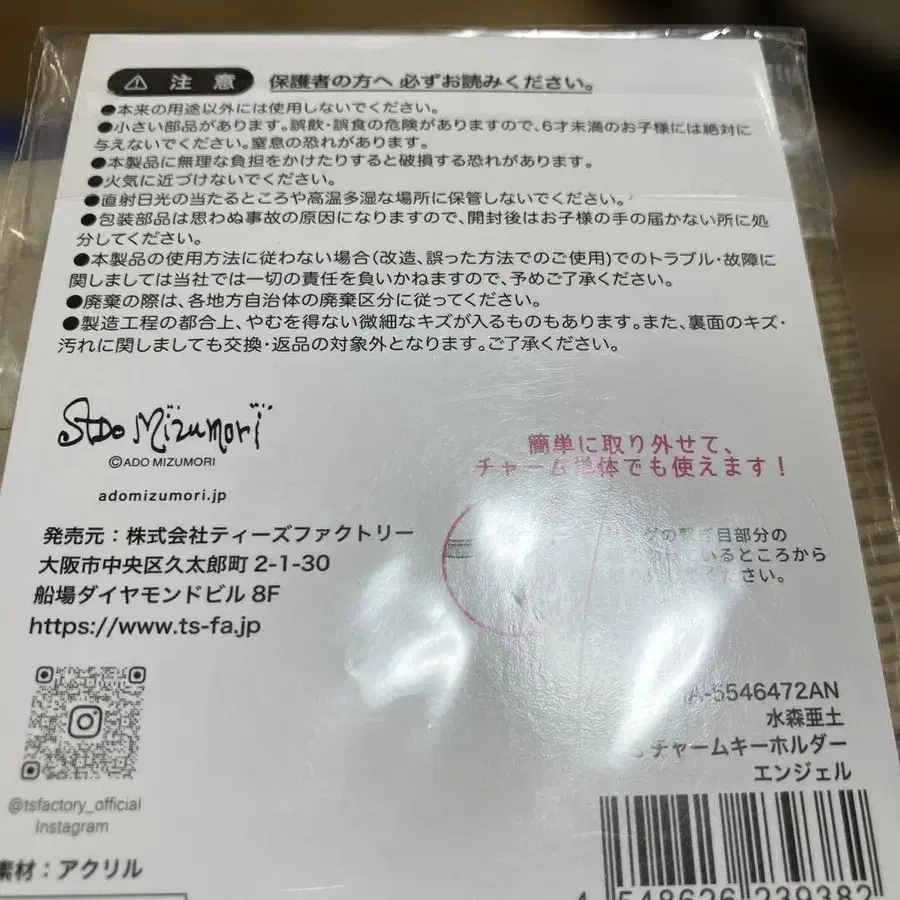 ⚠ 注意 保護者の方へ 必ずお読みください。
●本来の用途以外には使用しないでください。
●小さい部品があります。誤飲・誤食の危険がありますので、6才未満のお子様には絶対に
与えないでください。窒息の恐れがあります。
●本製品に無理な負担をかけたりすると破損する恐れがあります。
●火気に近づけないでください。
●直射日光の当たるところや高温多湿な場所に保管しないでください。
●包装部品は思わぬ事故の原因になりますので、開封後はお子様の手の届かない所に処
分してください。
●本製品の使用方法に従わない場合(改造、誤った方法でのご使用)でのトラブル・故障に
関しましては当社では一切の責任を負いかねますので、予めご了承ください。
●廃棄の際は、各地方自治体の廃棄区分に従ってください。
●製造工程の都合上、やむを得ない微細なキズが入るものもあります。また、裏面のキズ・
汚れに関しましても交換・返品の対象外となります。ご了承ください。
ADO MIZUMORI
©ADO MIZUMORI
adomizumori.jp
簡単に取り外せて、
チャーム単体でも使えます!
の繋ぎ目部分の
いるところから
ください。
発売元:株式会社ティーズファクトリー
大阪市中央区久太郎町 2-1-30
船場ダイヤモンドビル 8F
https://www.ts-fa.jp
@tsfactory_official
Instagram
素材:アクリル
A-5546472AN
水森亜土
チャームキーホルダー
エンジェル
4 548626 239382